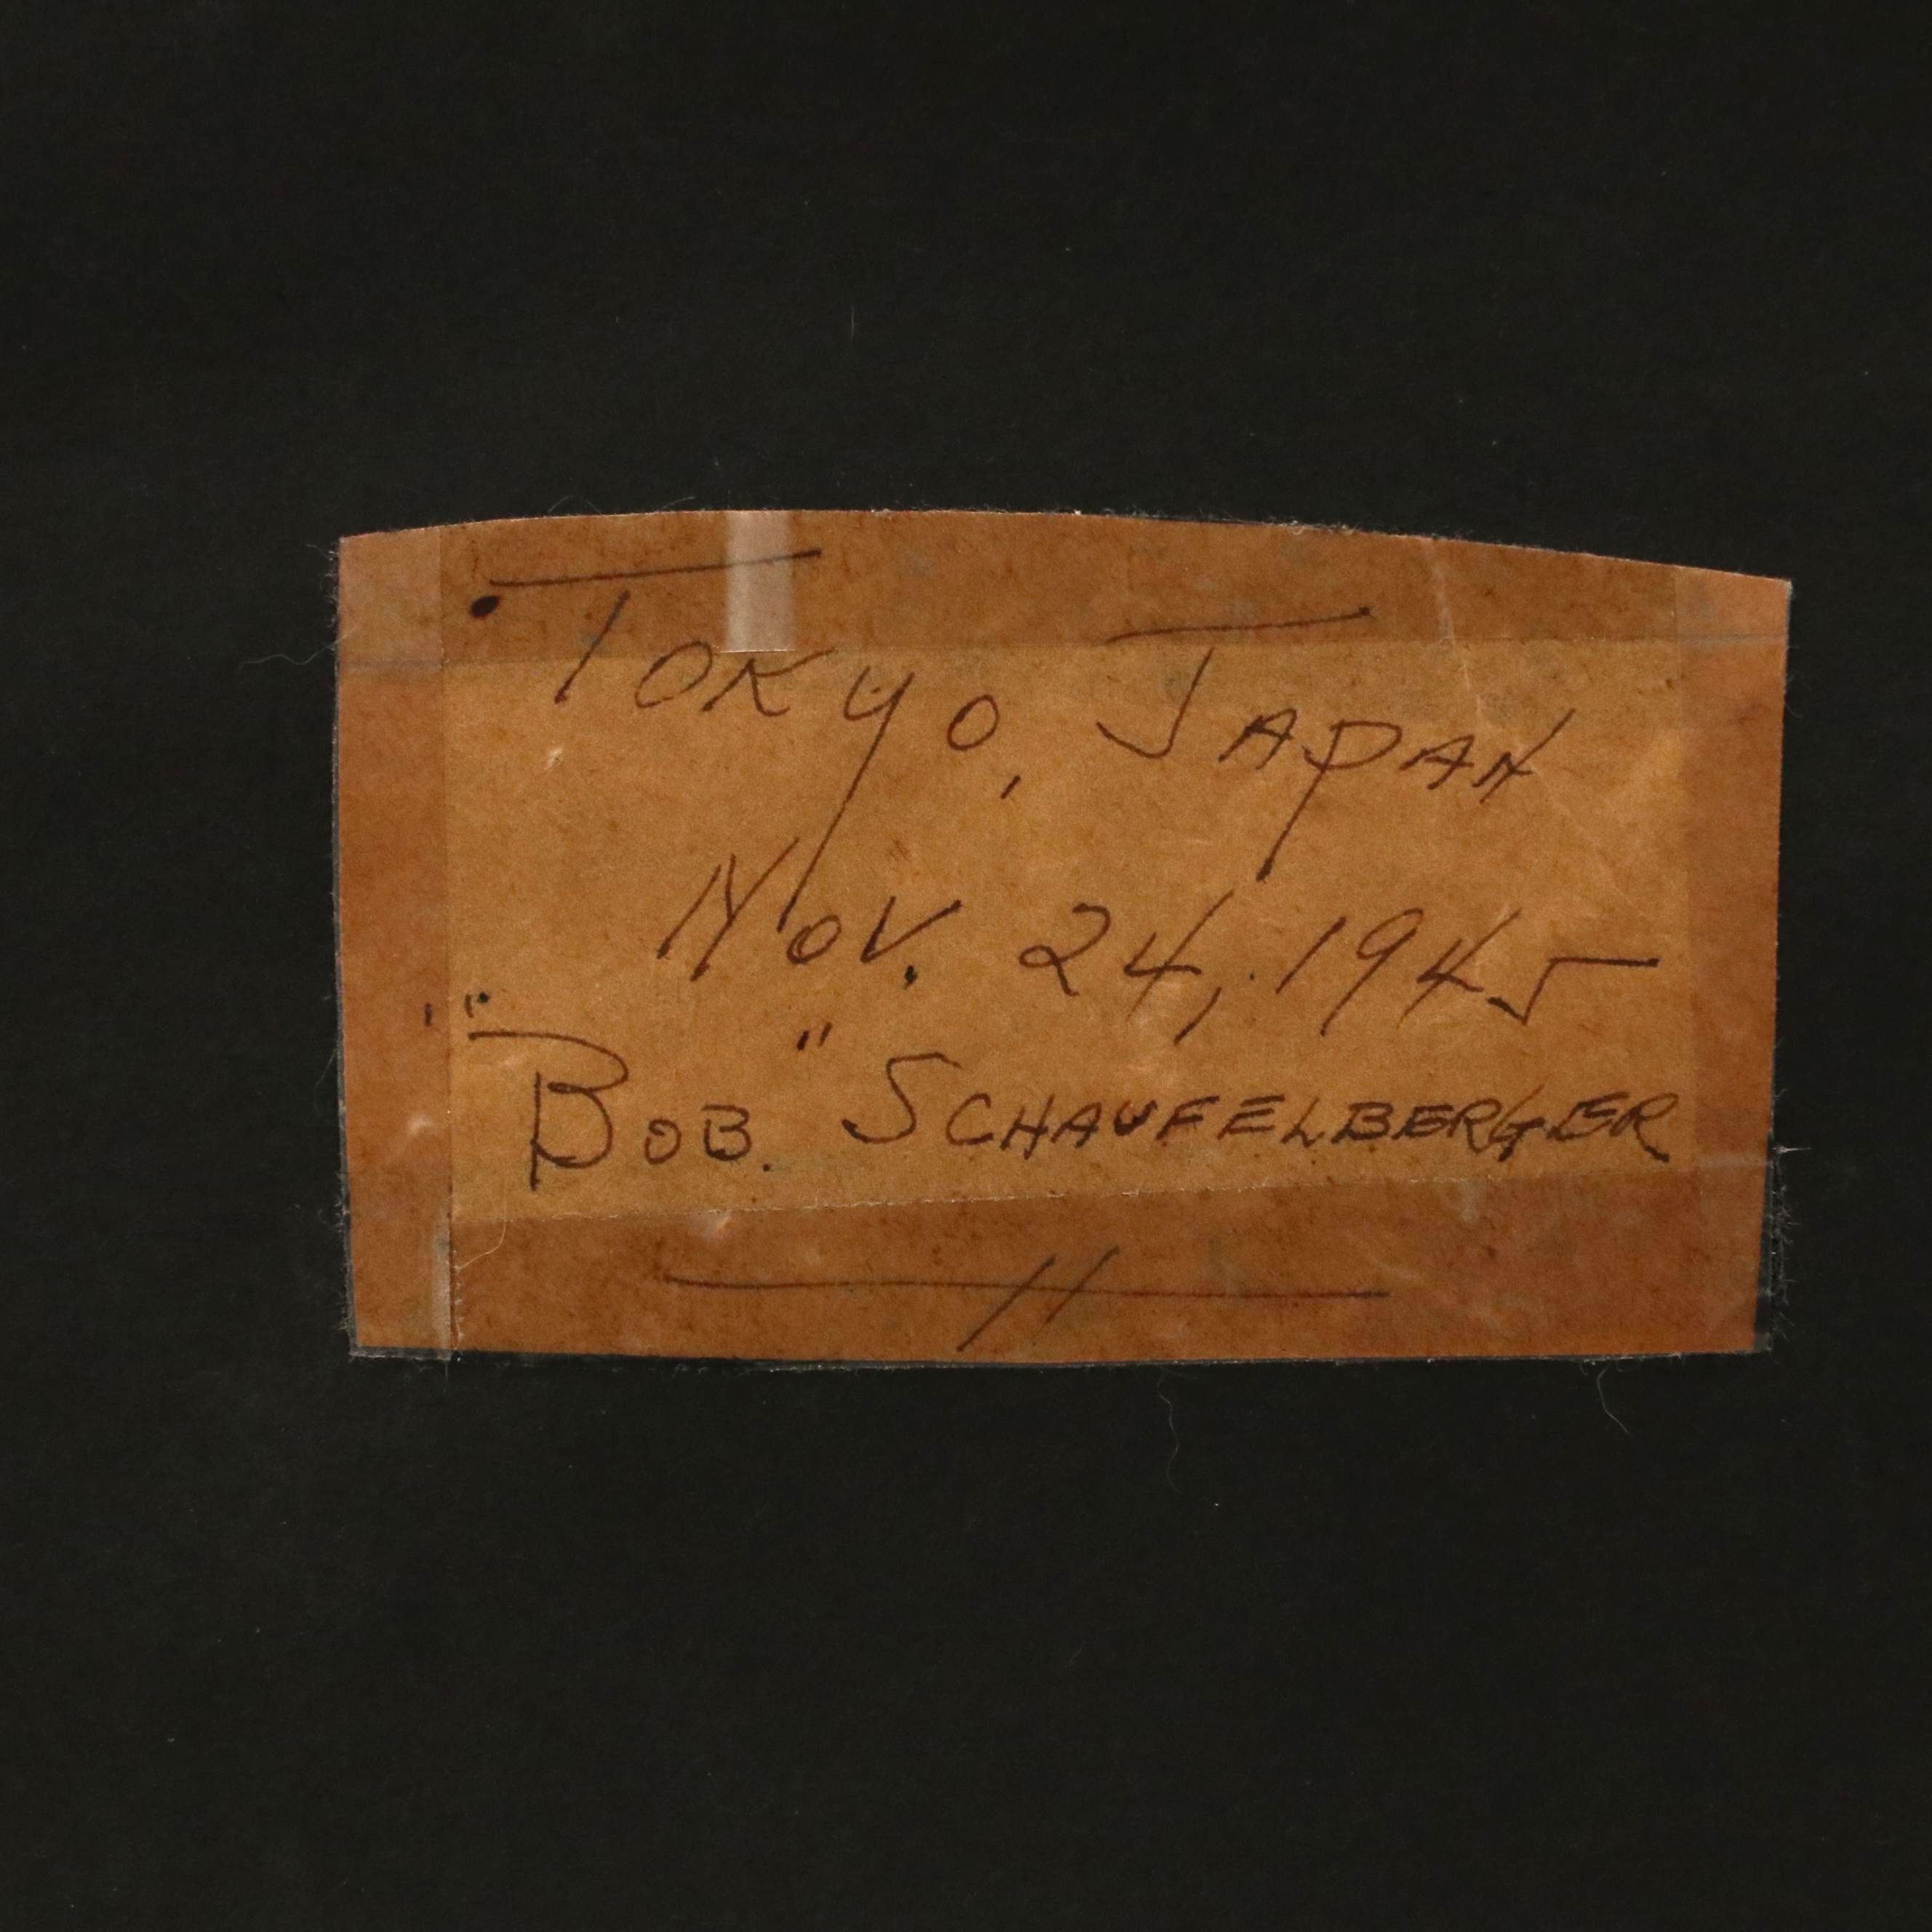 Tokyo, Japan
Nov. 24, 1945
"Bob." Schaufelberger